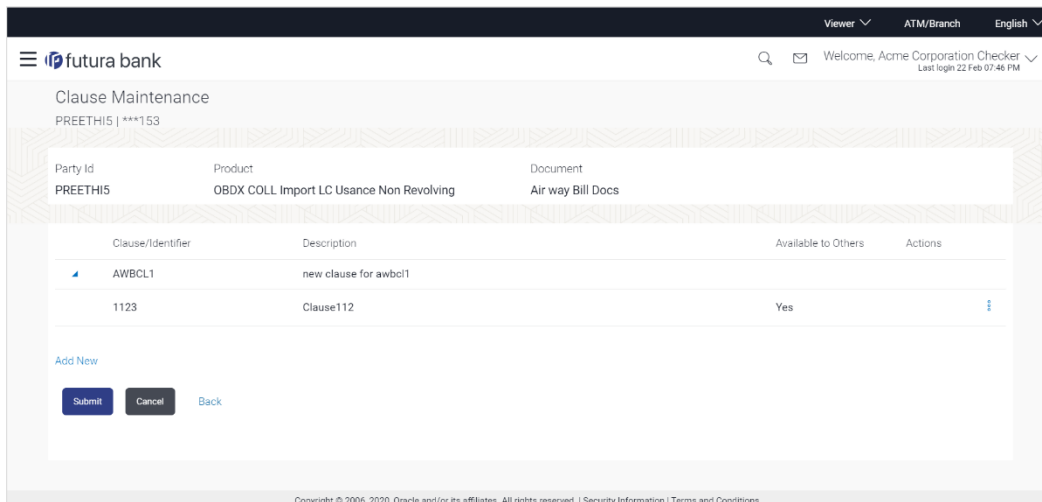 Viewer ATM/Branch English
futura bank Welcome, Acme Corporation Checker
Last login 22 Feb 07:46 PM
Clause Maintenance
PREETHI5 | ***153
Party Id Product Document
PREETHI5 OBDX COLL Import LC Usance Non Revolving Air way Bill Docs
Clause/Identifier Description Available to Others Actions
AWBCL1 new clause for awbcl1
1123 Clause112 Yes
Add New
Submit Cancel Back
Copyright © 2006, 2020, Oracle and/or its affiliates. All rights reserved. | Security Information | Terms and Conditions